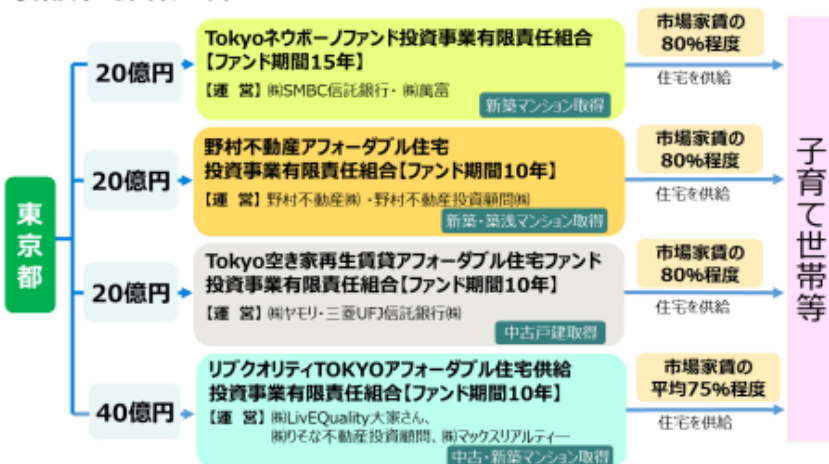 東京都
20億円
Tokyoネウボーノファンド投資事業有限責任組合
【ファンド期間15年】
【運 営】㈱SMBC信託銀行・㈱萬富
新築マンション取得
市場家賃の
80%程度
住宅を供給
20億円
野村不動産アフォーダブル住宅
投資事業有限責任組合【ファンド期間10年】
【運 営】野村不動産㈱・野村不動産投資顧問㈱
新築・築浅マンション取得
市場家賃の
80%程度
住宅を供給
20億円
Tokyo空き家再生賃貸アフォーダブル住宅ファンド
投資事業有限責任組合【ファンド期間10年】
【運 営】㈱ヤモリ・三菱UFJ信託銀行㈱
中古戸建取得
市場家賃の
80%程度
住宅を供給
40億円
リブクオリティTOKYOアフォーダブル住宅供給
投資事業有限責任組合【ファンド期間10年】
【運 営】㈱LivEQuality大家さん、
㈱りそな不動産投資顧問、㈱マックスリアルティー
中古・新築マンション取得
市場家賃の
平均75%程度
住宅を供給
子育て世帯等